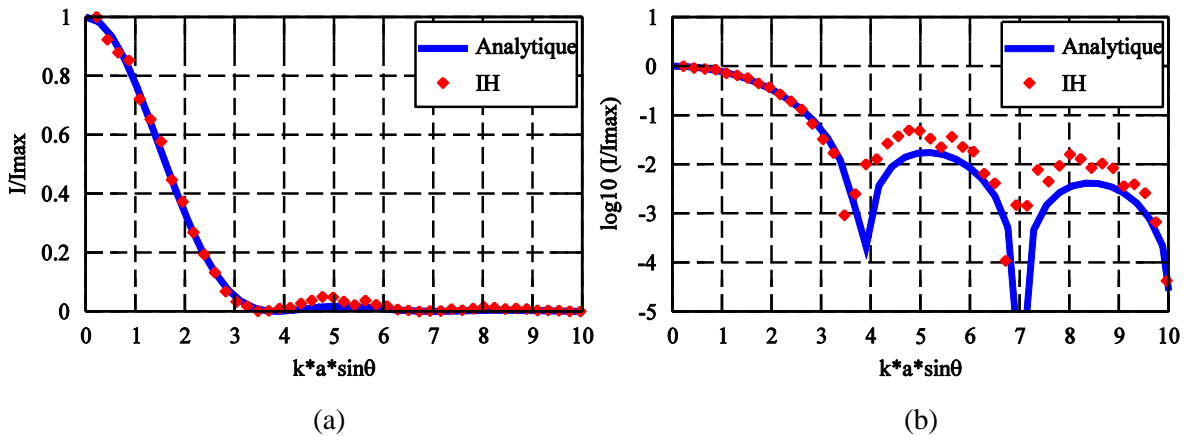 1
0.8
0.6
0.4
0.2
0
I/Imax
0 1 2 3 4 5 6 7 8 9 10
k*a*sinθ
Analytique
IH
(a)
1
0
-1
-2
-3
-4
-5
log10 (I/Imax)
0 1 2 3 4 5 6 7 8 9 10
k*a*sinθ
Analytique
IH
(b)